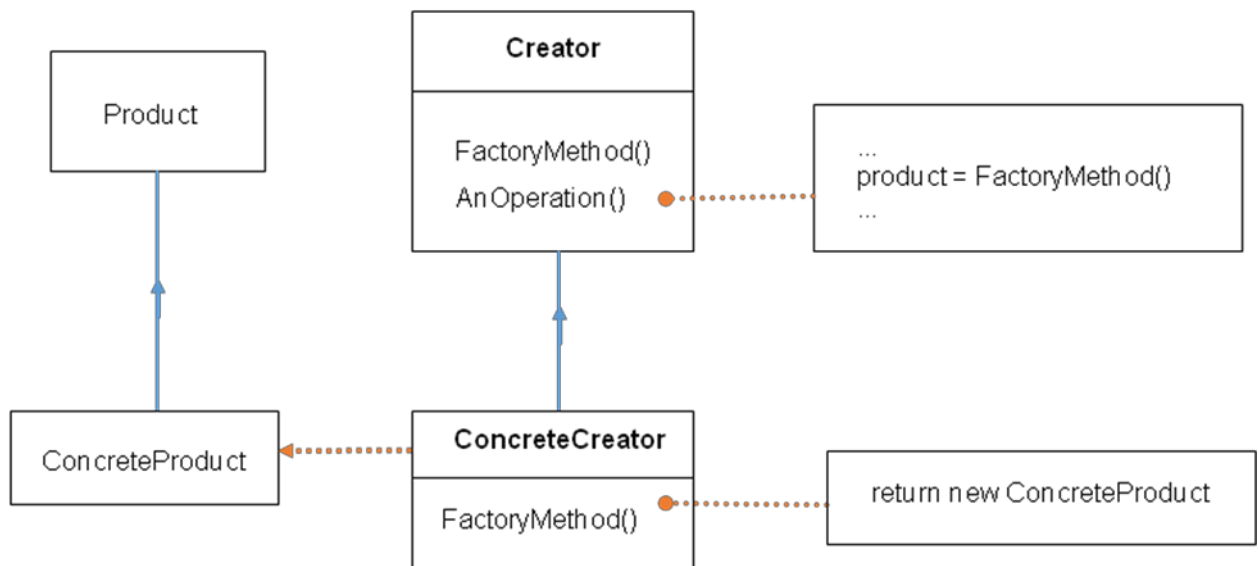 Product
Creator
FactoryMethod()
AnOperation()
...
product = FactoryMethod()
...
ConcreteProduct
ConcreteCreator
FactoryMethod()
return new ConcreteProduct